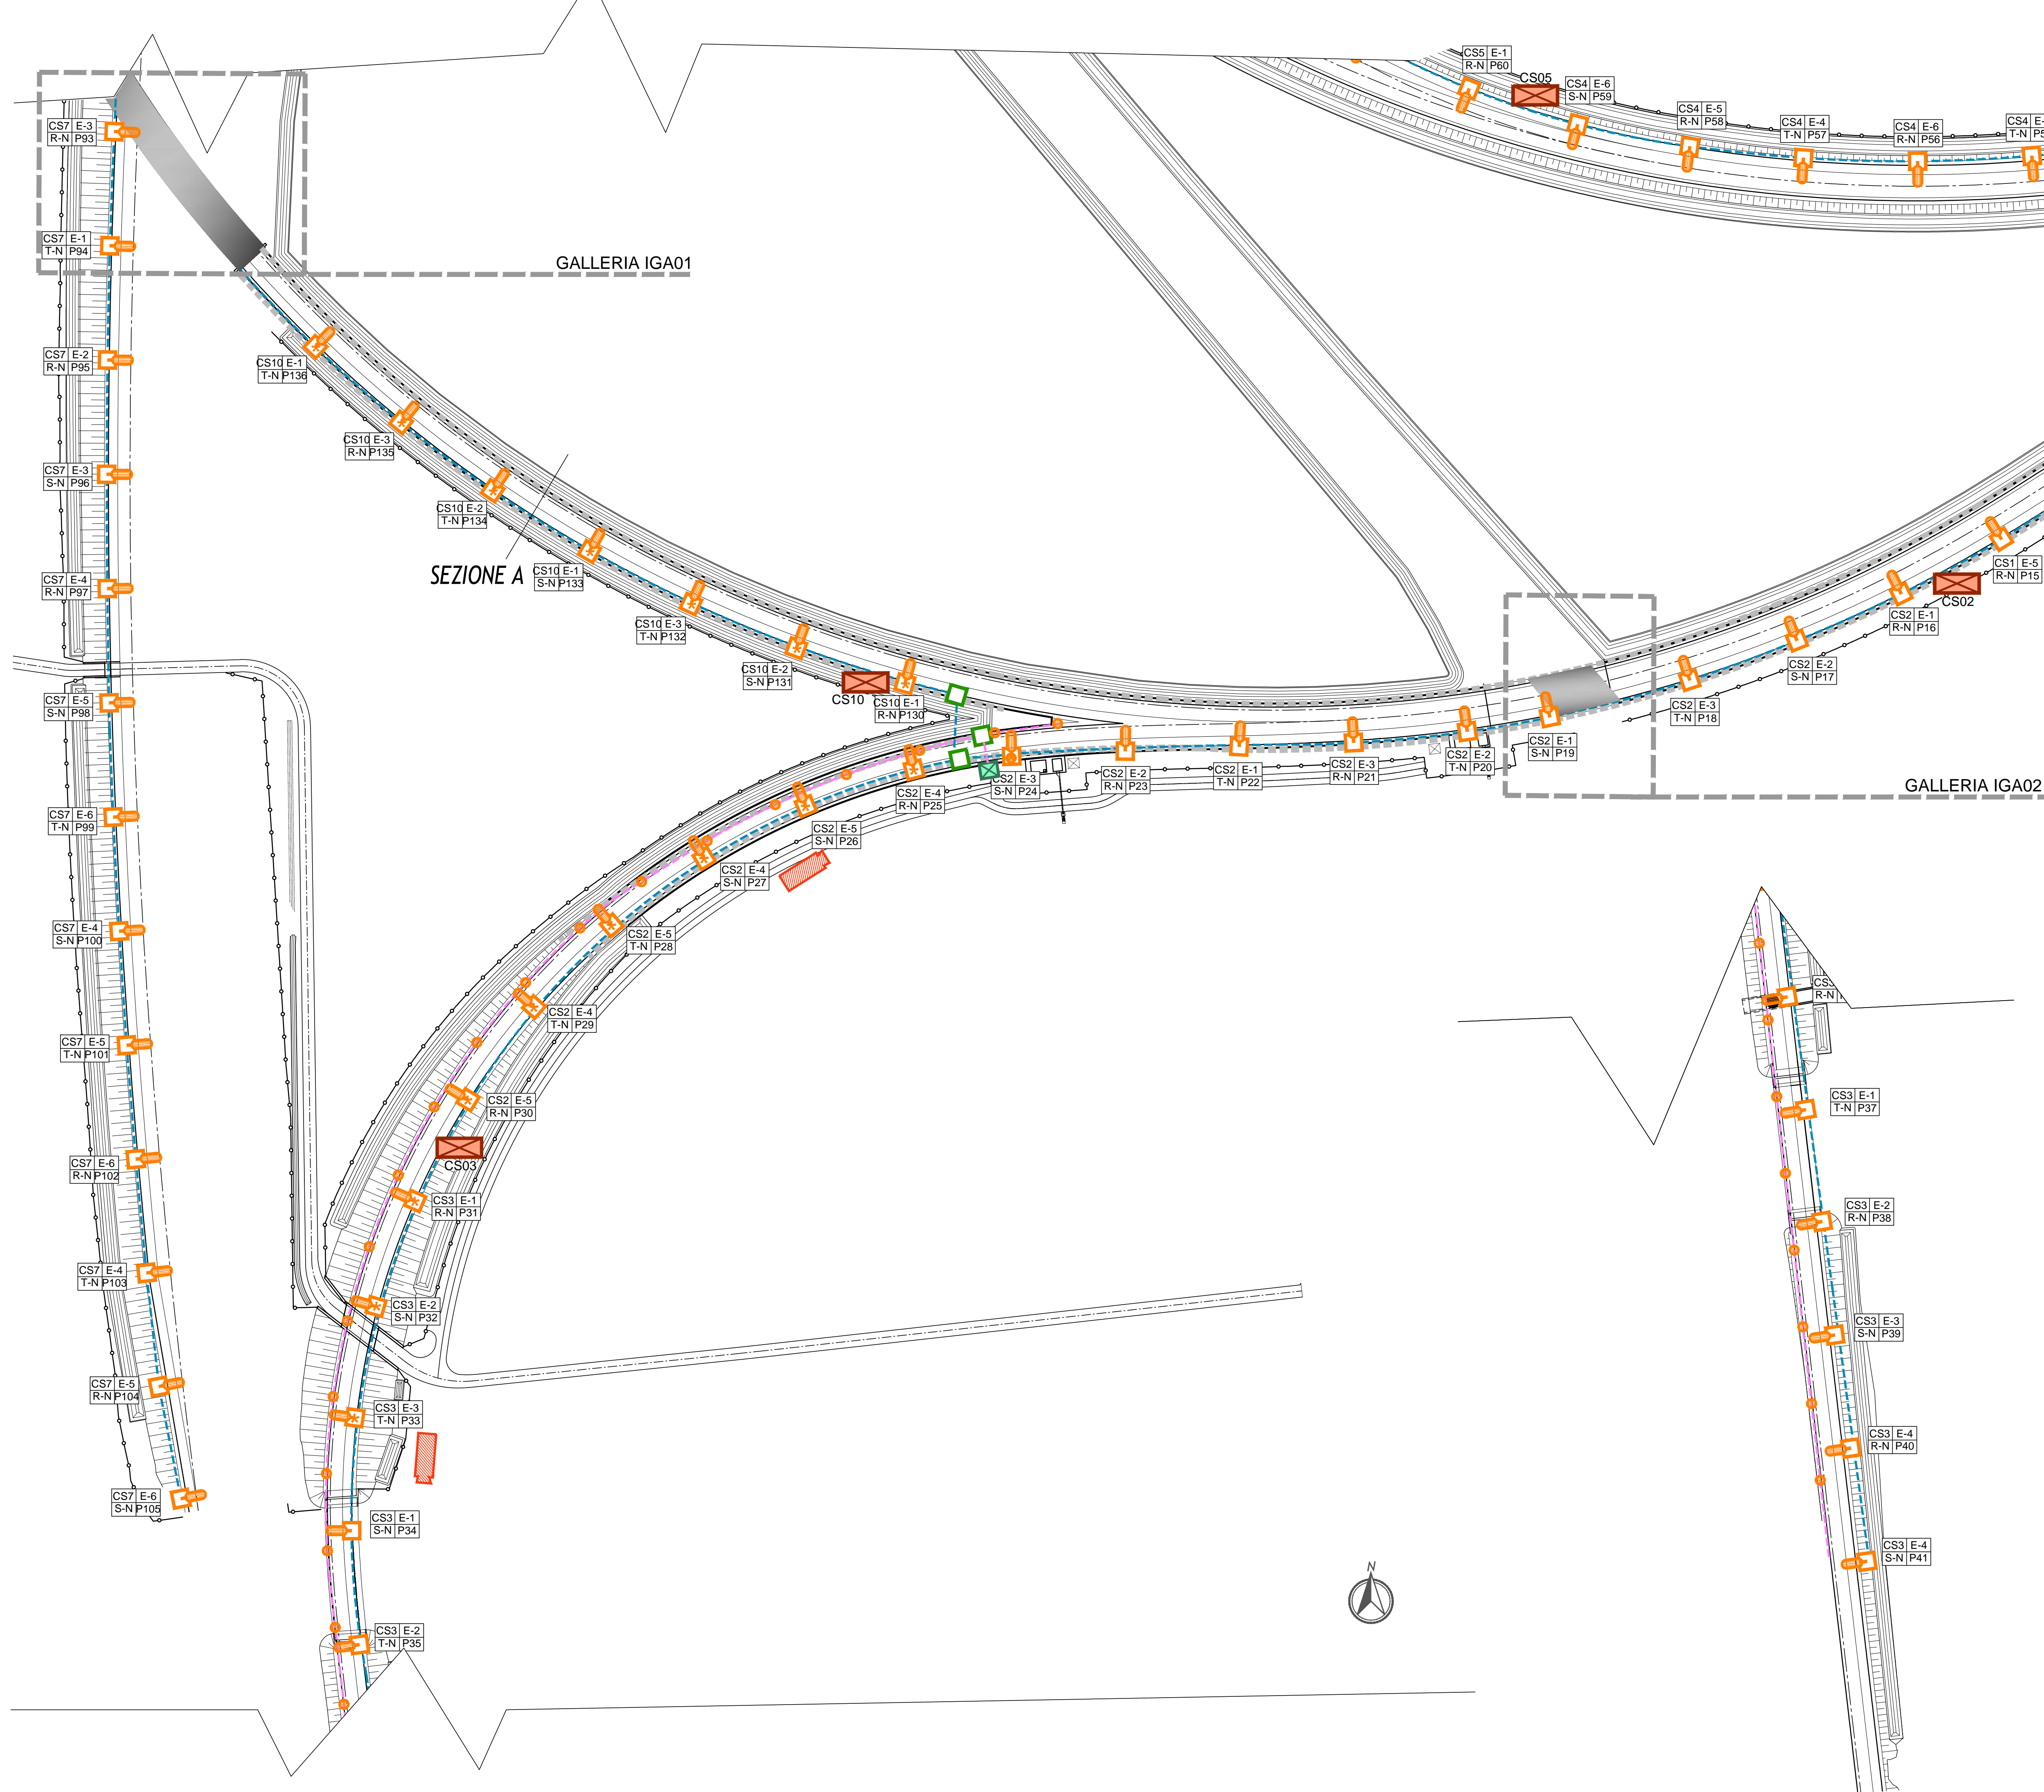 CS5 E-1
R-N P60
CS05
CS4 E-6
S-N P59
CS4 E-5
R-N P58
CS4 E-4
T-N P57
CS4 E-6
R-N P56
CS4
T-N
CS7 E-3
R-N P93
CS7 E-1
T-N P94
GALLERIA IGA01
CS7 E-2
R-N P95
CS10 E-1
T-N P136
CS10 E-3
R-N P135
CS7 E-3
S-N P96
CS10 E-2
T-N P134
SEZIONE A
CS10 E-1
S-N P133
CS7 E-4
R-N P97
CS10 E-3
T-N P132
CS10 E-2
S-N P131
CS10
CS10 E-1
R-N P130
CS1 E-5
R-N P15
CS02
CS2 E-1
R-N P16
CS2 E-2
S-N P17
CS2 E-3
T-N P18
CS2 E-1
S-N P19
CS2 E-2
T-N P20
CS2 E-3
R-N P21
CS2 E-1
T-N P22
CS2 E-2
R-N P23
CS2 E-3
S-N P24
CS2 E-4
R-N P25
GALLERIA IGA02
CS7 E-5
S-N P98
CS7 E-6
T-N P99
CS2 E-5
S-N P26
CS2 E-4
S-N P27
CS2 E-5
T-N P28
CS7 E-4
S-N P100
CS2 E-4
T-N P29
CS7 E-5
T-N P101
CS2 E-5
R-N P30
CS03
CS7 E-6
R-N P102
CS3 E-1
R-N P31
CS7 E-4
T-N P103
CS3 E-2
S-N P32
CS7 E-5
R-N P104
CS3 E-3
T-N P33
CS7 E-6
S-N P105
CS3 E-1
S-N P34
CS3 E-2
T-N P35
R-N
CS3 E-1
T-N P37
CS3 E-2
R-N P38
CS3 E-3
S-N P39
CS3 E-4
R-N P40
CS3 E-4
S-N P41
N